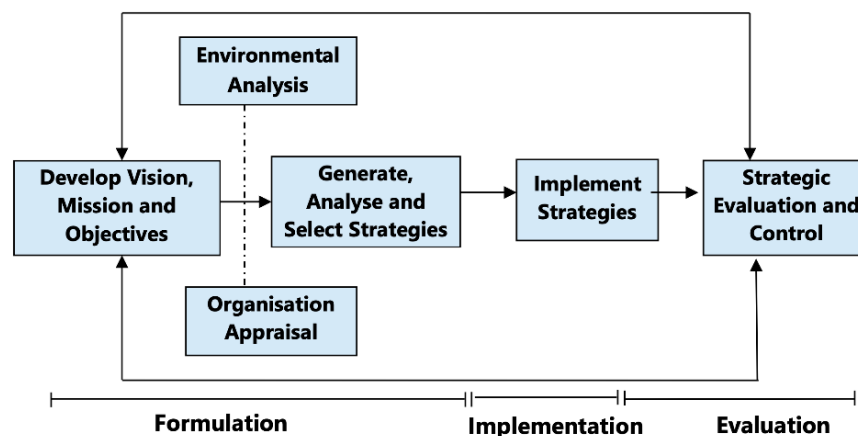 Environmental
Analysis
Develop Vision,
Mission and
Objectives
Generate,
Analyse and
Select Strategies
Implement
Strategies
Strategic
Evaluation and
Control
Organisation
Appraisal
Formulation
Implementation
Evaluation